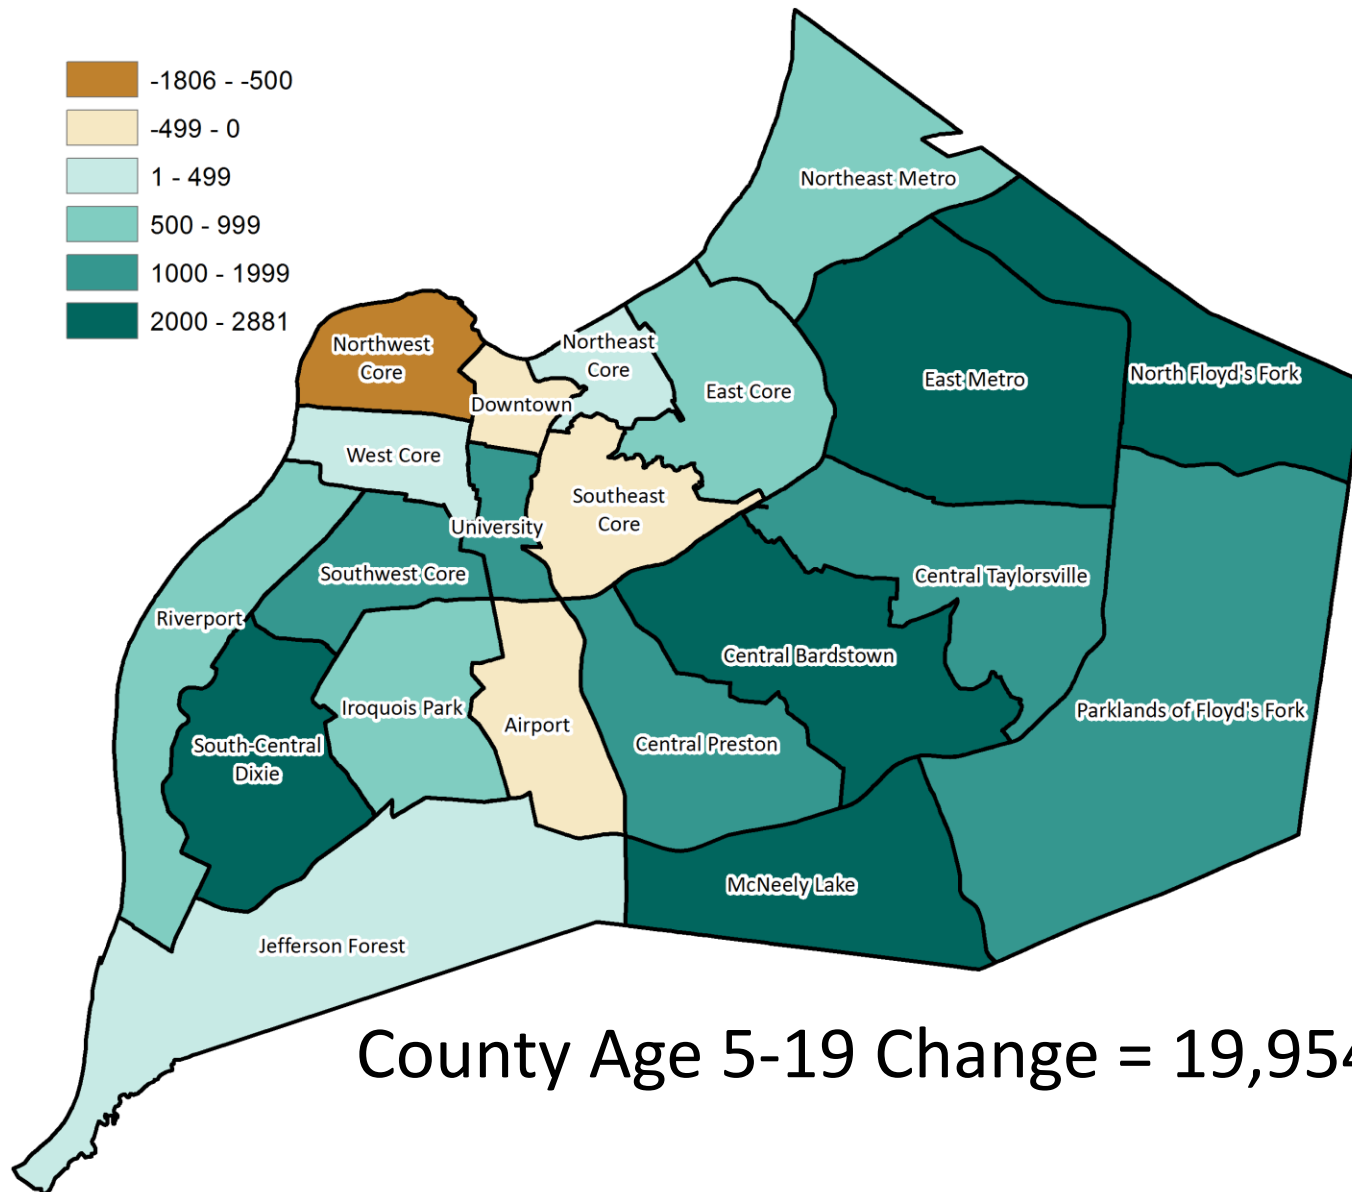 -1806 - -500
-499 - 0
1 - 499
500 - 999
1000 - 1999
2000 - 2881
Northeast Metro
Northwest
Core
Northeast
Core
Downtown
East Core
East Metro
North Floyd's Fork
West Core
Southeast
Core
University
Southwest Core
Central Taylorsville
Riverport
Central Bardstown
Iroquois Park
Airport
Parklands of Floyd's Fork
South-Central
Dixie
Central Preston
McNeely Lake
Jefferson Forest
County Age 5-19 Change = 19,954